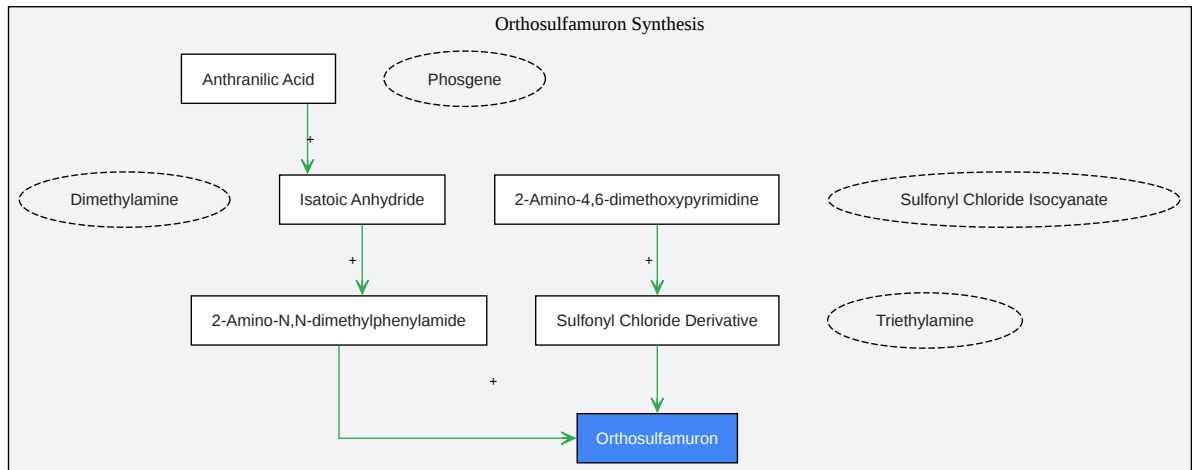 Orthosulfamuron Synthesis
Anthranilic Acid
Phosgene
+
Dimethylamine
Isatoic Anhydride
2-Amino-4,6-dimethoxypyrimidine
Sulfonyl Chloride Isocyanate
+
+
2-Amino-N,N-dimethylphenylamide
Sulfonyl Chloride Derivative
Triethylamine
+
Orthosulfamuron